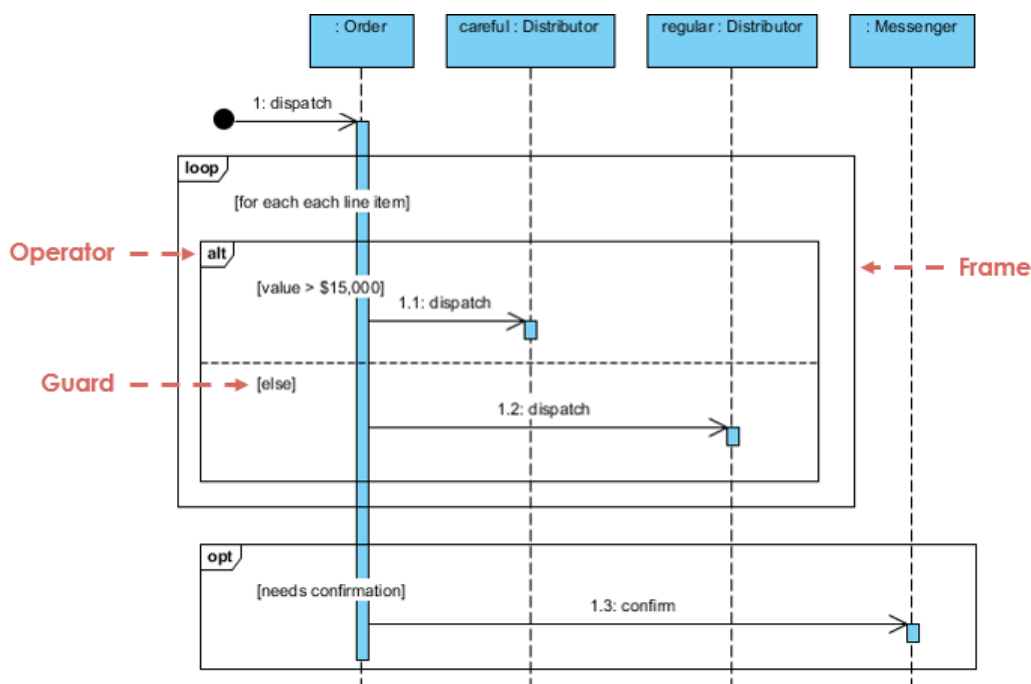 : Order
careful : Distributor
regular : Distributor
: Messenger
1: dispatch
loop
[for each each line item]
Operator
alt
Frame
[value > $15,000]
1.1: dispatch
Guard
[else]
1.2: dispatch
opt
[needs confirmation]
1.3: confirm